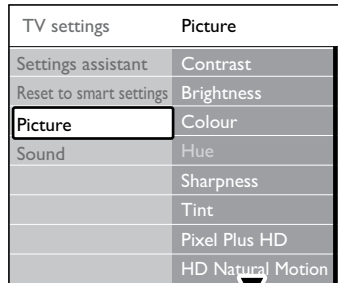 TV settings
Picture
Settings assistant
Contrast
Reset to smart settings
Brightness
Picture
Colour
Sound
Hue
Sharpness
Tint
Pixel Plus HD
HD Natural Motion